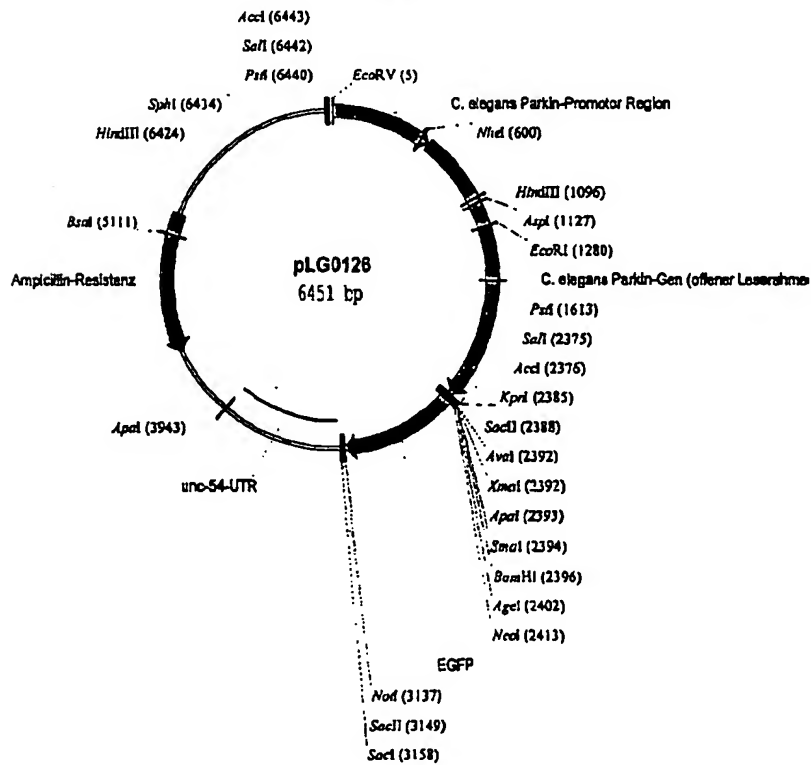 AccI (6443)
SalI (6442)
PstI (6440)
EcoRV (5)
SphI (6434)
C. elegans Parkin-Promotor Region
HindIII (6424)
NheI (600)
HindIII (1096)
BsaI (5111)
AspI (1127)
EcoRI (1280)
pLG0126
6451 bp
Ampicillin-Resistenz
C. elegans Parkin-Gen (offener Leserahme
PstI (1613)
SalI (2375)
AccI (2376)
KpnI (2385)
SacII (2388)
ApaI (3943)
AvaI (2392)
unc-54-UTR
XmaI (2392)
ApaI (2393)
SmaI (2394)
BamHI (2396)
AgeI (2402)
NcoI (2413)
EGFP
NotI (3137)
SacII (3149)
SacI (3158)